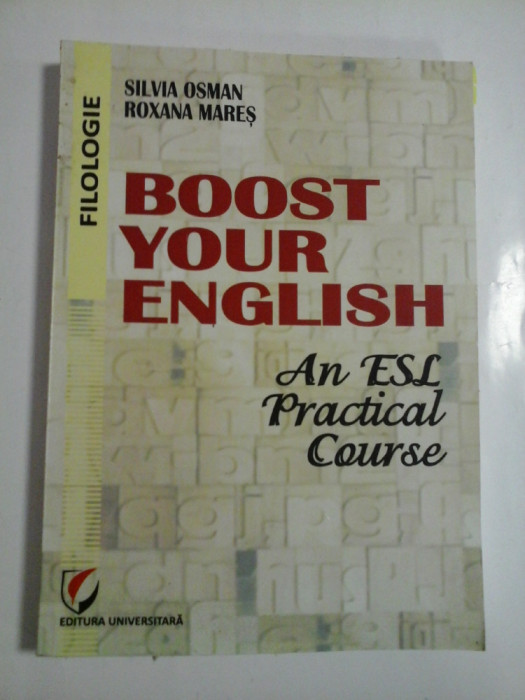 FILOLOGIE
SILVIA OSMAN
ROXANA MAREȘ
BOOST
YOUR
ENGLISH
An ESL
Practical
Course
EDITURA UNIVERSITARĂ